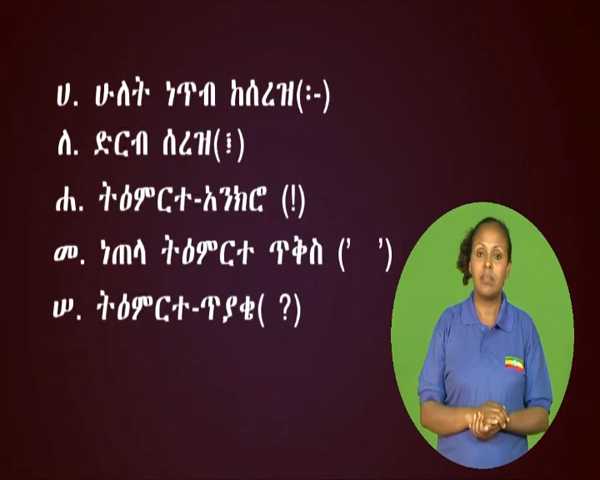 ሀ. ሁለት ነጥብ ከሰረዝ(፡-)
ለ. ድርብ ሰረዝ(፤)
ሐ. ትዕምርተ-አንክሮ (!)
መ. ነጠላ ትዕምርተ ጥቅስ (’ ’)
ሠ. ትዕምርተ-ጥያቄ( ?)